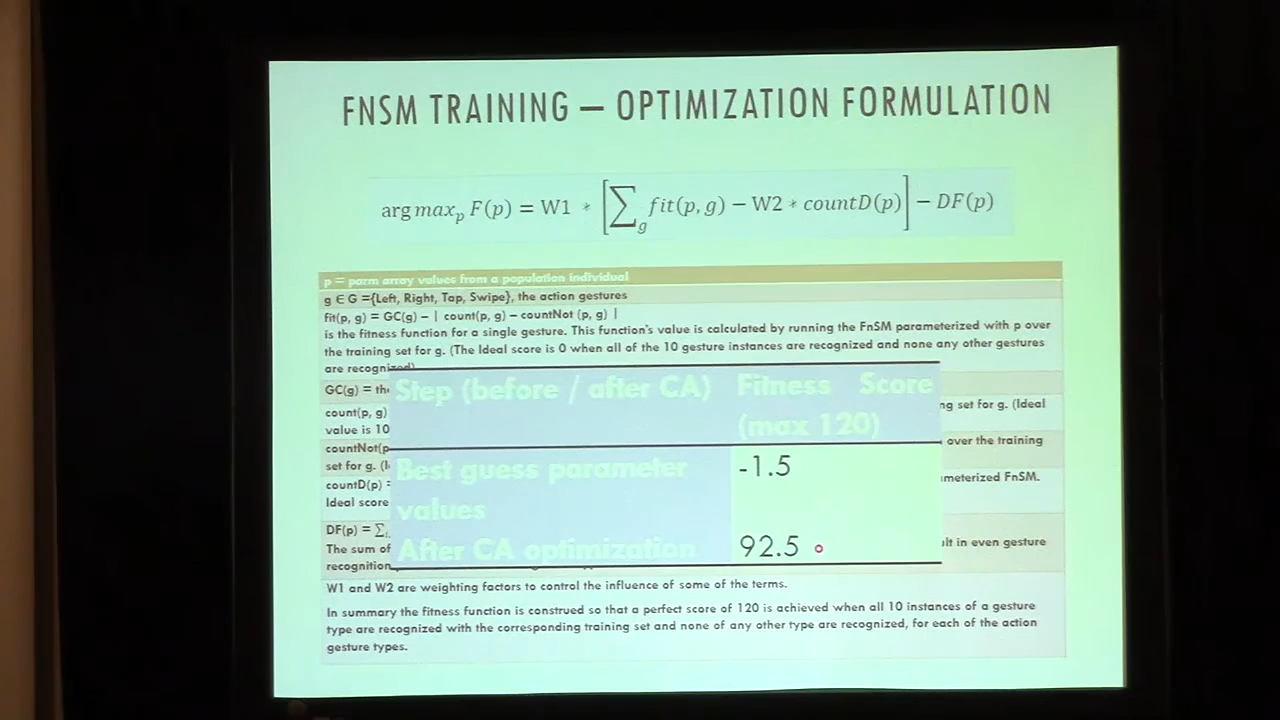 FNSM TRAINING – OPTIMIZATION FORMULATION
arg max_p F(p) = W1 * [∑_g fit(p, g) − W2 * countD(p)] − DF(p)
p = parm array values from a population individual
g ∈ G ={Left, Right, Tap, Swipe}, the action gestures
fit(p, g) = GC(g) – | count(p, g) – countNot (p, g) |
is the fitness function for a single gesture. This function's value is calculated by running the FnSM parameterized with p over
the training set for g. (The Ideal score is 0 when all of the 10 gesture instances are recognized and none any other gestures
are recognized)
GC(g) = the
count(p, g) ng set for g. (Ideal
value is 10
countNot(p over the training
set for g. (I
countD(p) = meterized FnSM.
Ideal score
DF(p) = ∑
The sum of lt in even gesture
recognition
Step (before / after CA) Fitness Score
(max 120)
Best guess parameter -1.5
values
After CA optimization 92.5
W1 and W2 are weighting factors to control the influence of some of the terms.
In summary the fitness function is construed so that a perfect score of 120 is achieved when all 10 instances of a gesture
type are recognized with the corresponding training set and none of any other type are recognized, for each of the action
gesture types.